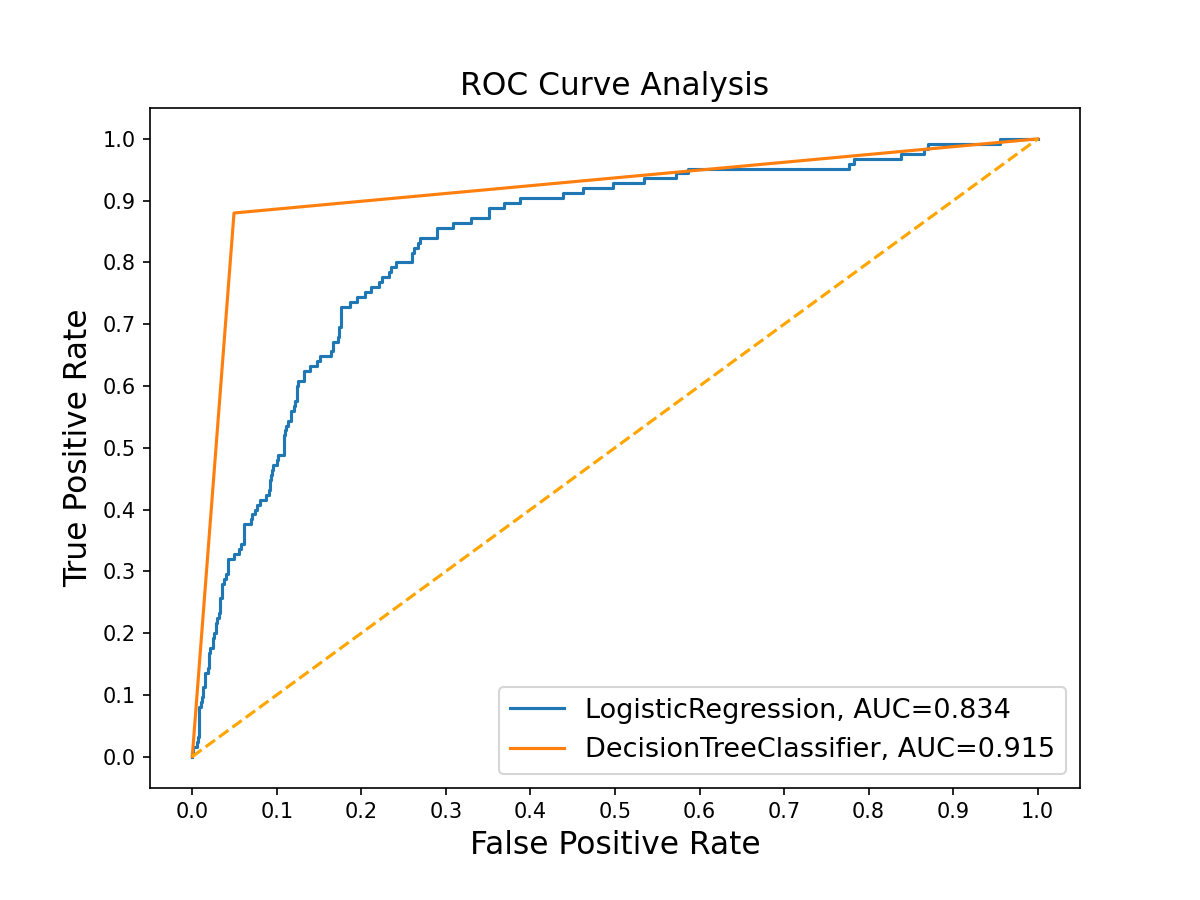 ROC Curve Analysis
True Positive Rate
1.0
0.9
0.8
0.7
0.6
0.5
0.4
0.3
0.2
0.1
0.0
LogisticRegression, AUC=0.834
DecisionTreeClassifier, AUC=0.915
0.0 0.1 0.2 0.3 0.4 0.5 0.6 0.7 0.8 0.9 1.0
False Positive Rate